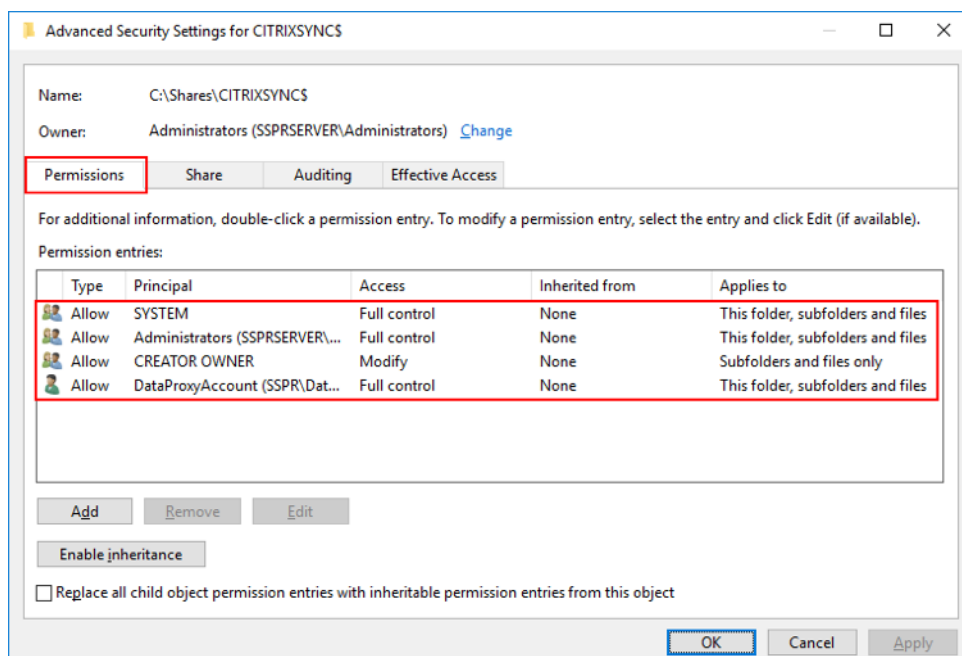 Advanced Security Settings for CITRIXSYNC$
Name: C:\Shares\CITRIXSYNC$
Owner: Administrators (SSPRSERVER\Administrators) Change
Permissions Share Auditing Effective Access
For additional information, double-click a permission entry. To modify a permission entry, select the entry and click Edit (if available).
Permission entries:
Type Principal Access Inherited from Applies to
Allow SYSTEM Full control None This folder, subfolders and files
Allow Administrators (SSPRSERVER\... Full control None This folder, subfolders and files
Allow CREATOR OWNER Modify None Subfolders and files only
Allow DataProxyAccount (SSPR\Dat... Full control None This folder, subfolders and files
Add Remove Edit
Enable inheritance
Replace all child object permission entries with inheritable permission entries from this object
OK Cancel Apply